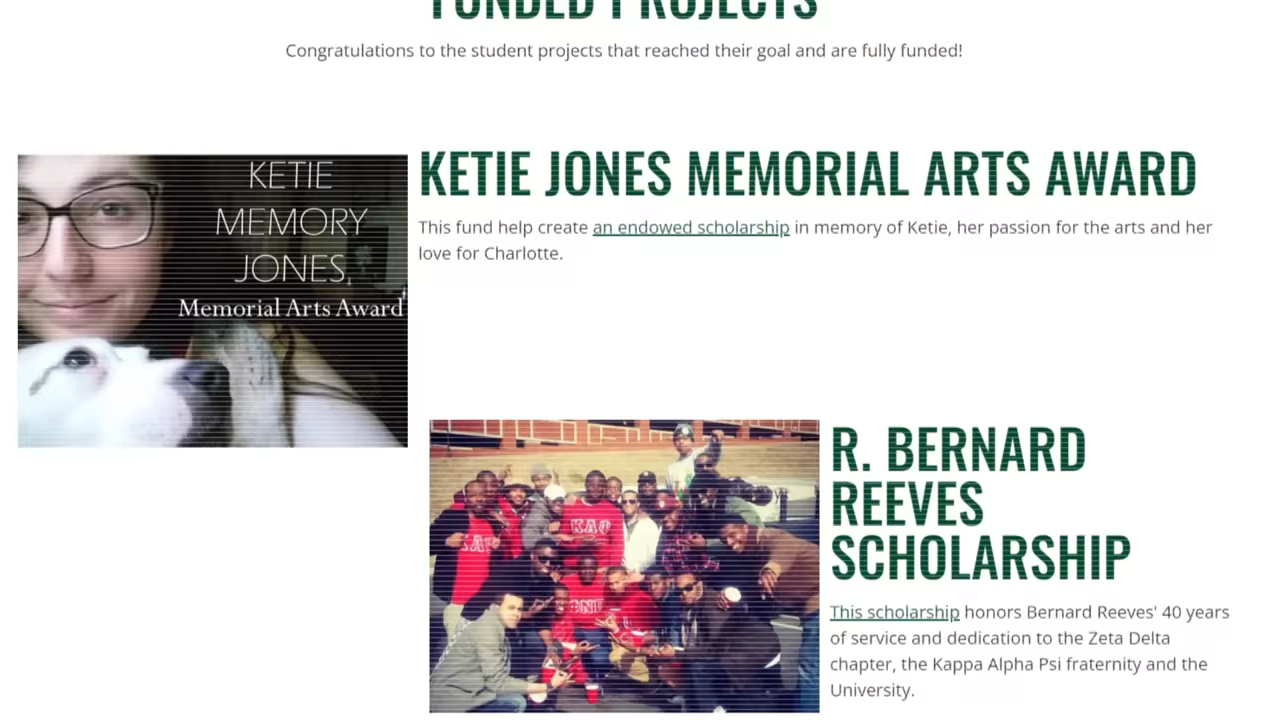 FUNDED PROJECTS
Congratulations to the student projects that reached their goal and are fully funded!
KETIE
MEMORY
JONES
Memorial Arts Award
KETIE JONES MEMORIAL ARTS AWARD
This fund help create an endowed scholarship in memory of Ketie, her passion for the arts and her
love for Charlotte.
ΚΑΨ
R. BERNARD
REEVES
SCHOLARSHIP
This scholarship honors Bernard Reeves' 40 years
of service and dedication to the Zeta Delta
chapter, the Kappa Alpha Psi fraternity and the
University.